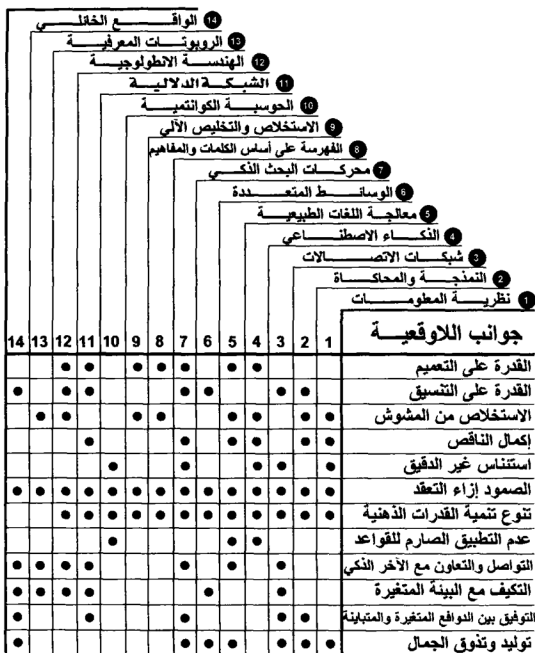 14 الواقع الخائلي
13 الروبوتات المعرفية
12 الهندسة الانطولوجية
11 الشبكة الدلالية
10 الحوسبة الكوانتمية
9 الاستخلاص والتلخيص الآلي
8 الفهرسة على أساس الكلمات والمفاهيم
7 محركات البحث الذكي
6 الوسائط المتعددة
5 معالجة اللغات الطبيعية
4 الذكاء الاصطناعي
3 شبكات الاتصالات
2 النمذجة والمحاكاة
1 نظرية المعلومات
جوانب اللاوقعية 1 2 3 4 5 6 7 8 9 10 11 12 13 14
القدرة على التعميم
القدرة على التنسيق
الاستخلاص من المشوش
إكمال الناقص
استئناس غير الدقيق
الصمود إزاء التعقد
تنوع تنمية القدرات الذهنية
عدم التطبيق الصارم للقواعد
التواصل والتعاون مع الآخر الذكي
التكيف مع البيئة المتغيرة
التوفيق بين الدوافع المتغيرة والمتباينة
توليد وتذوق الجمال